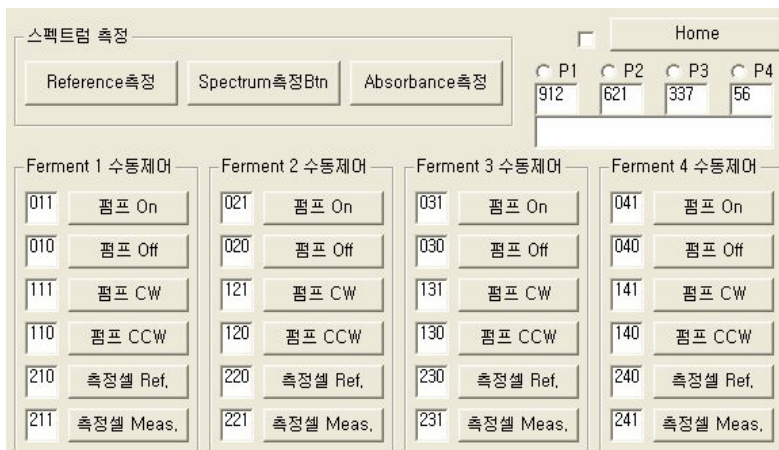 스펙트럼 측정
Home
Reference측정 Spectrum측정Btn Absorbance측정
P1 P2 P3 P4
912 621 337 56
Ferment 1 수동제어 Ferment 2 수동제어 Ferment 3 수동제어 Ferment 4 수동제어
011 펌프 On 021 펌프 On 031 펌프 On 041 펌프 On
010 펌프 Off 020 펌프 Off 030 펌프 Off 040 펌프 Off
111 펌프 CW 121 펌프 CW 131 펌프 CW 141 펌프 CW
110 펌프 CCW 120 펌프 CCW 130 펌프 CCW 140 펌프 CCW
210 측정셀 Ref. 220 측정셀 Ref. 230 측정셀 Ref. 240 측정셀 Ref.
211 측정셀 Meas. 221 측정셀 Meas. 231 측정셀 Meas. 241 측정셀 Meas.